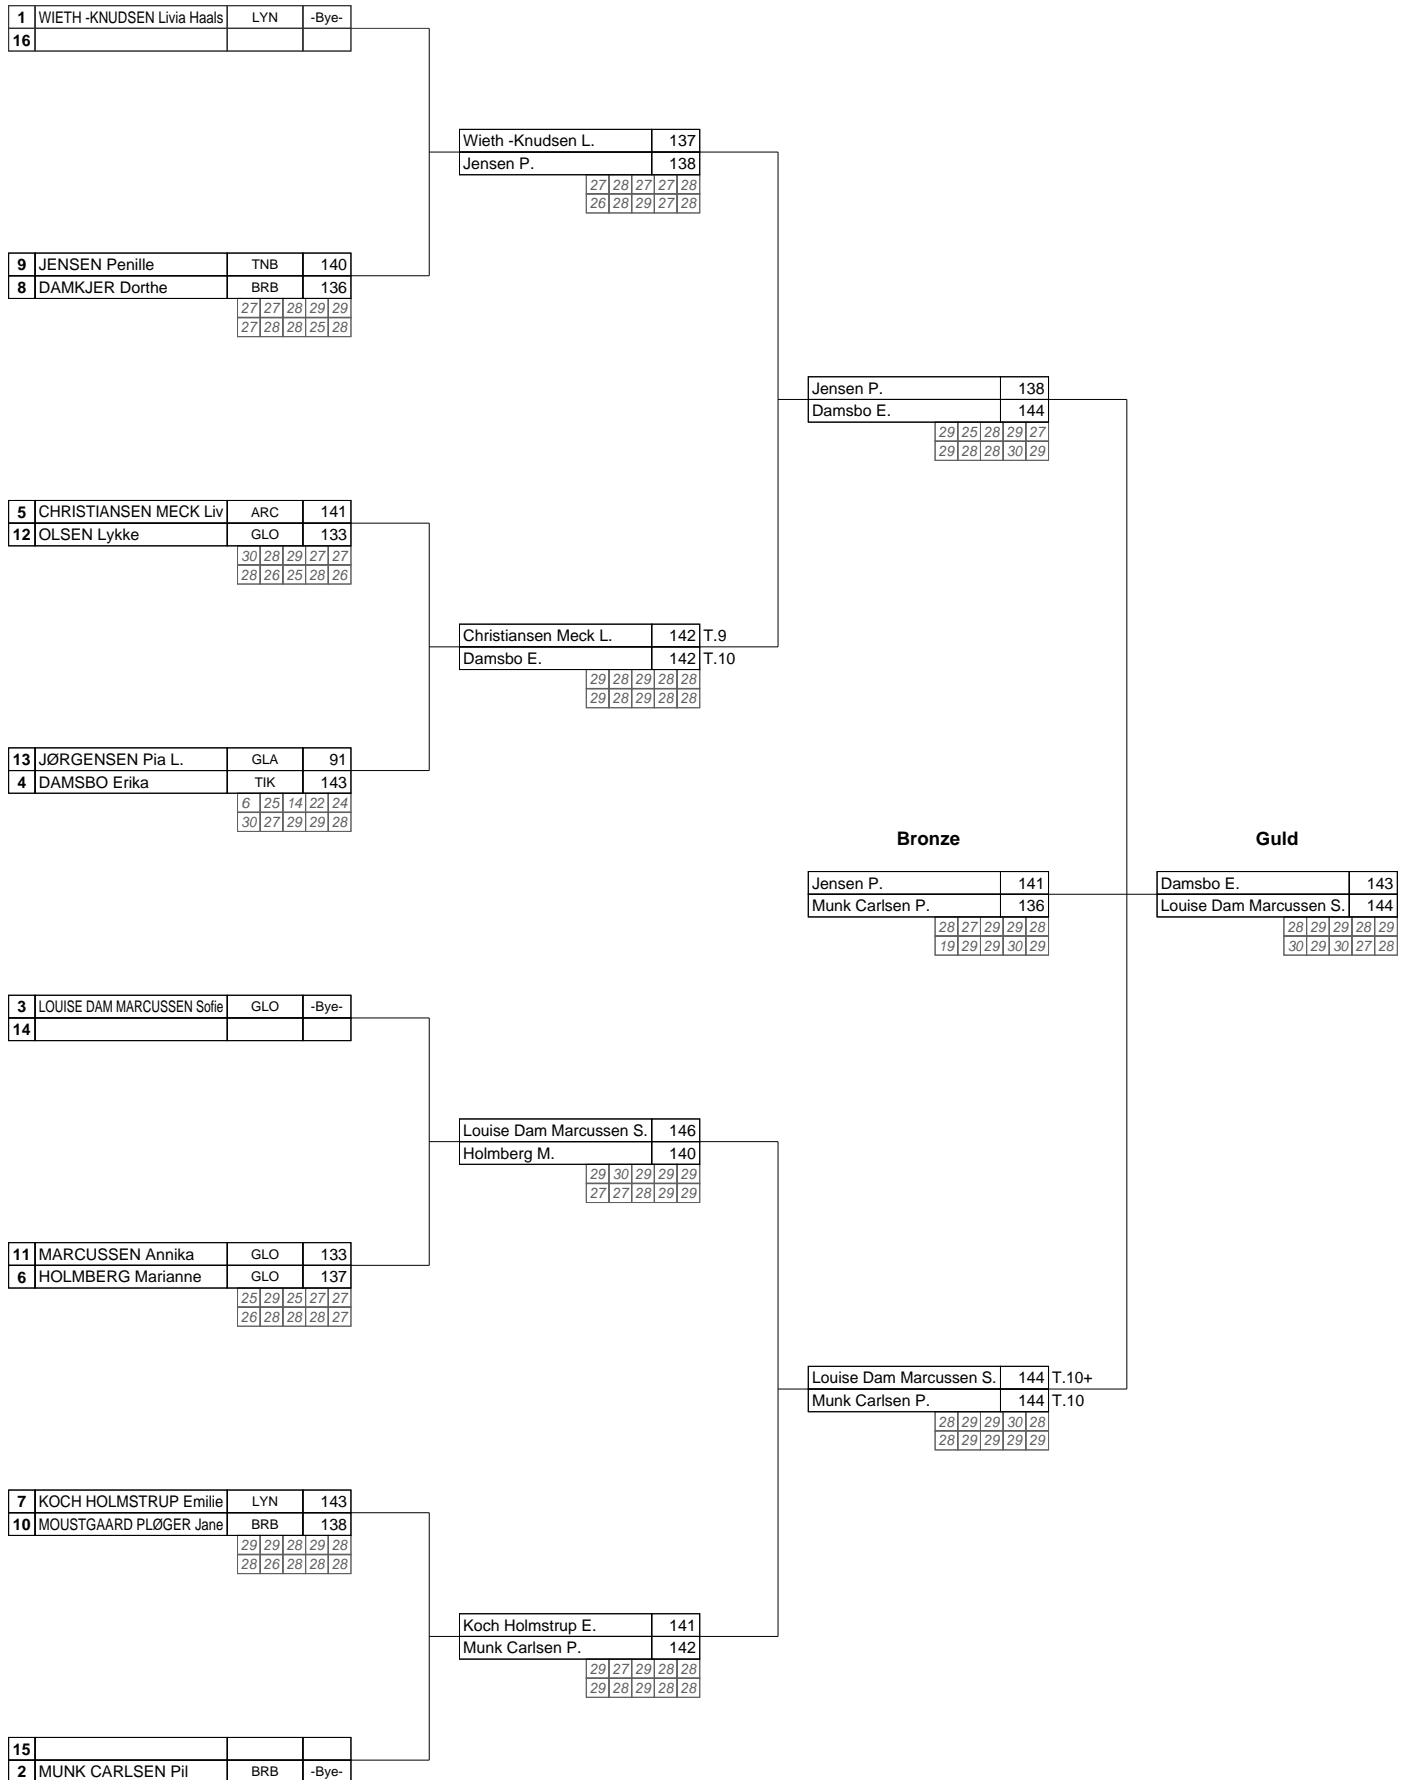 1 WIETH -KNUDSEN Livia Haals LYN -Bye-
16
Wieth -Knudsen L. 137
Jensen P. 138
27 28 27 27 28
26 28 29 27 28
9 JENSEN Penille TNB 140
8 DAMKJER Dorthe BRB 136
27 27 28 29 29
27 28 28 25 28
Jensen P. 138
Damsbo E. 144
29 25 28 29 27
29 28 28 30 29
5 CHRISTIANSEN MECK Liv ARC 141
12 OLSEN Lykke GLO 133
30 28 29 27 27
28 26 25 28 26
Christiansen Meck L. 142 T.9
Damsbo E. 142 T.10
29 28 29 28 28
29 28 29 28 28
13 JØRGENSEN Pia L. GLA 91
4 DAMSBO Erika TIK 143
6 25 14 22 24
30 27 29 29 28
Bronze Guld
Jensen P. 141 Damsbo E. 143
Munk Carlsen P. 136 Louise Dam Marcussen S. 144
28 27 29 29 28 28 29 29 28 29
19 29 29 30 29 30 29 30 27 28
3 LOUISE DAM MARCUSSEN Sofie GLO -Bye-
14
Louise Dam Marcussen S. 146
Holmberg M. 140
29 30 29 29 29
27 27 28 29 29
11 MARCUSSEN Annika GLO 133
6 HOLMBERG Marianne GLO 137
25 29 25 27 27
26 28 28 28 27
Louise Dam Marcussen S. 144 T.10+
Munk Carlsen P. 144 T.10
28 29 29 30 28
28 29 29 29 29
7 KOCH HOLMSTRUP Emilie LYN 143
10 MOUSTGAARD PLØGER Jane BRB 138
29 29 28 29 28
28 26 28 28 28
Koch Holmstrup E. 141
Munk Carlsen P. 142
29 27 29 28 28
29 28 29 28 28
15
2 MUNK CARLSEN Pil BRB -Bye-